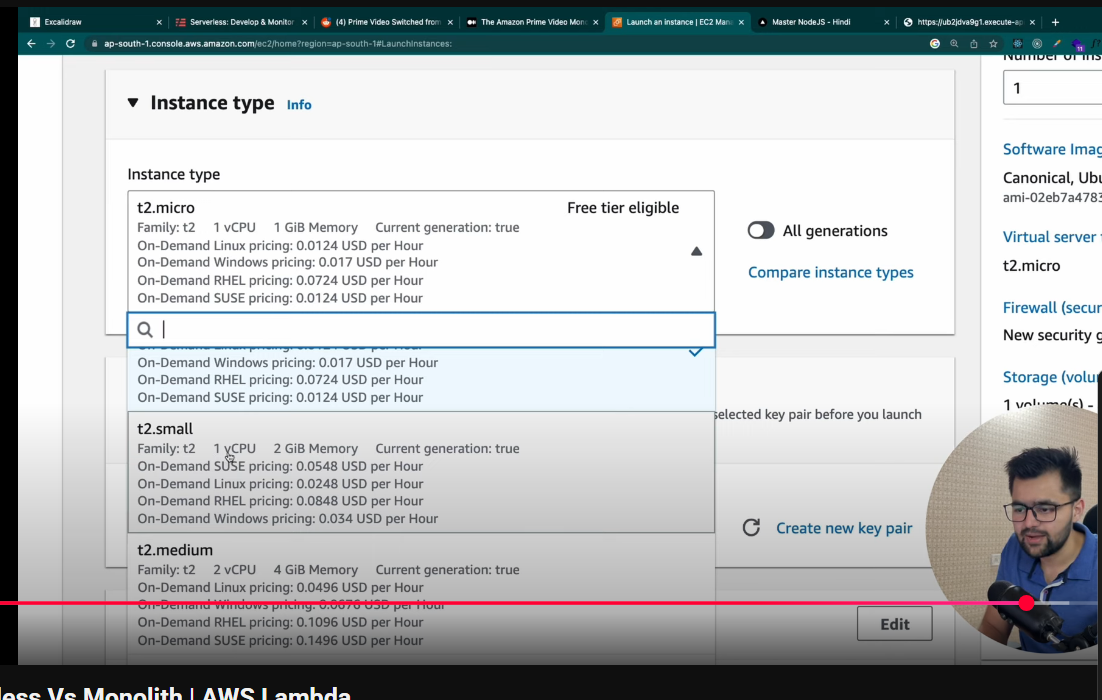 Excalidraw
Serverless: Develop & Monitor
(4) Prime Video Switched from
The Amazon Prime Video Mon
Launch an instance | EC2 Man
Master NodeJS - Hindi
https://ub2jdva9g1.execute-ap
ap-south-1.console.aws.amazon.com/ec2/home?region=ap-south-1#LaunchInstances:
11
Number of ins
1
Instance type Info
Instance type
t2.micro Free tier eligible
Family: t2 1 vCPU 1 GiB Memory Current generation: true
On-Demand Linux pricing: 0.0124 USD per Hour
On-Demand Windows pricing: 0.017 USD per Hour
On-Demand RHEL pricing: 0.0724 USD per Hour
On-Demand SUSE pricing: 0.0124 USD per Hour
All generations
Compare instance types
On-Demand Linux pricing: 0.0124 USD per Hour
On-Demand Windows pricing: 0.017 USD per Hour
On-Demand RHEL pricing: 0.0724 USD per Hour
On-Demand SUSE pricing: 0.0124 USD per Hour
t2.small
Family: t2 1 vCPU 2 GiB Memory Current generation: true
On-Demand SUSE pricing: 0.0548 USD per Hour
On-Demand Linux pricing: 0.0248 USD per Hour
On-Demand RHEL pricing: 0.0848 USD per Hour
On-Demand Windows pricing: 0.034 USD per Hour
t2.medium
Family: t2 2 vCPU 4 GiB Memory Current generation: true
On-Demand Linux pricing: 0.0496 USD per Hour
On-Demand Windows pricing: 0.0676 USD per Hour
On-Demand RHEL pricing: 0.1096 USD per Hour
On-Demand SUSE pricing: 0.1496 USD per Hour
selected key pair before you launch
Create new key pair
Edit
Software Imag
Canonical, Ubu
ami-02eb7a4783
Virtual server
t2.micro
Firewall (secur
New security g
Storage (volu
1 volume(s) -
less Vs Monolith | AWS Lambda